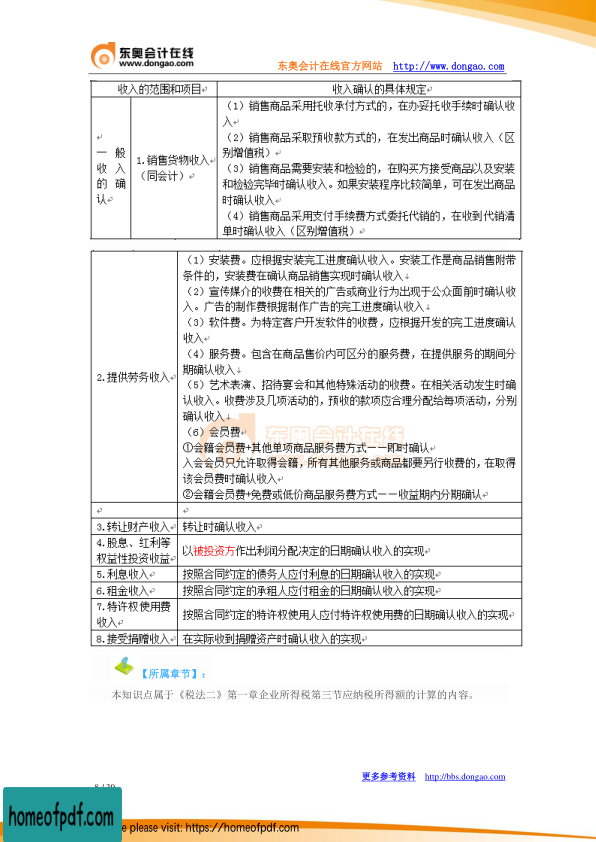 东奥会计在线
www.dongao.com
东奥会计在线官方网站 http://www.dongao.com
收入的范围和项目 收入确认的具体规定
一般收入的确认
1.销售货物收入
（同会计）
（1）销售商品采用托收承付方式的，在办妥托收手续时确认收
入
（2）销售商品采取预收款方式的，在发出商品时确认收入（区
别增值税）
（3）销售商品需要安装和检验的，在购买方接受商品以及安装
和检验完毕时确认收入。如果安装程序比较简单，可在发出商品
时确认收入
（4）销售商品采用支付手续费方式委托代销的，在收到代销清
单时确认收入（区别增值税）
2.提供劳务收入
（1）安装费。应根据安装完工进度确认收入。安装工作是商品销售附带
条件的，安装费在确认商品销售实现时确认收入
（2）宣传媒介的收费在相关的广告或商业行为出现于公众面前时确认收
入。广告的制作费根据制作广告的完工进度确认收入
（3）软件费。为特定客户开发软件的收费，应根据开发的完工进度确认
收入
（4）服务费。包含在商品售价内可区分的服务费，在提供服务的期间分
期确认收入
（5）艺术表演、招待宴会和其他特殊活动的收费。在相关活动发生时确
认收入。收费涉及几项活动的，预收的款项应合理分配给每项活动，分别
确认收入
（6）会员费
①会籍会员费+其他单项商品服务费方式——即时确认
入会会员只允许取得会籍，所有其他服务或商品都要另行收费的，在取得
该会员费时确认收入
②会籍会员费+免费或低价商品服务费方式——收益期内分期确认
3.转让财产收入 转让时确认收入
4.股息、红利等
权益性投资收益
以被投资方作出利润分配决定的日期确认收入的实现
5.利息收入 按照合同约定的债务人应付利息的日期确认收入的实现
6.租金收入 按照合同约定的承租人应付租金的日期确认收入的实现
7.特许权使用费
收入
按照合同约定的特许权使用人应付特许权使用费的日期确认收入的实现
8.接受捐赠收入 在实际收到捐赠资产时确认收入的实现
东奥会计在线
【所属章节】：
本知识点属于《税法二》第一章企业所得税第三节应纳税所得额的计算的内容。
更多参考资料 http://bbs.dongao.com
homeofpdf.com
please visit: https://homeofpdf.com